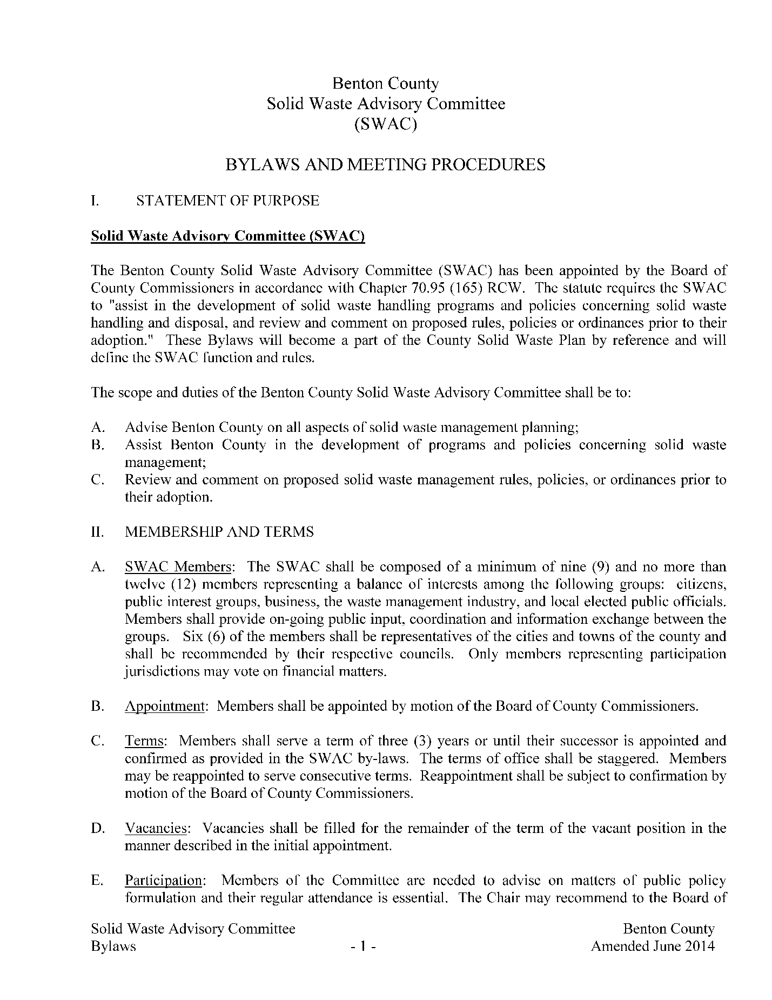 Benton County
Solid Waste Advisory Committee
(SWAC)
BYLAWS AND MEETING PROCEDURES
I. STATEMENT OF PURPOSE
Solid Waste Advisory Committee (SWAC)
The Benton County Solid Waste Advisory Committee (SWAC) has been appointed by the Board of
County Commissioners in accordance with Chapter 70.95 (165) RCW. The statute requires the SWAC
to "assist in the development of solid waste handling programs and policies concerning solid waste
handling and disposal, and review and comment on proposed rules, policies or ordinances prior to their
adoption." These Bylaws will become a part of the County Solid Waste Plan by reference and will
define the SWAC function and rules.
The scope and duties of the Benton County Solid Waste Advisory Committee shall be to:
A. Advise Benton County on all aspects of solid waste management planning;
B. Assist Benton County in the development of programs and policies concerning solid waste
management;
C. Review and comment on proposed solid waste management rules, policies, or ordinances prior to
their adoption.
II. MEMBERSHIP AND TERMS
A. SWAC Members: The SWAC shall be composed of a minimum of nine (9) and no more than
twelve (12) members representing a balance of interests among the following groups: citizens,
public interest groups, business, the waste management industry, and local elected public officials.
Members shall provide on-going public input, coordination and information exchange between the
groups. Six (6) of the members shall be representatives of the cities and towns of the county and
shall be recommended by their respective councils. Only members representing participation
jurisdictions may vote on financial matters.
B. Appointment: Members shall be appointed by motion of the Board of County Commissioners.
C. Terms: Members shall serve a term of three (3) years or until their successor is appointed and
confirmed as provided in the SWAC by-laws. The terms of office shall be staggered. Members
may be reappointed to serve consecutive terms. Reappointment shall be subject to confirmation by
motion of the Board of County Commissioners.
D. Vacancies: Vacancies shall be filled for the remainder of the term of the vacant position in the
manner described in the initial appointment.
E. Participation: Members of the Committee are needed to advise on matters of public policy
formulation and their regular attendance is essential. The Chair may recommend to the Board of
Solid Waste Advisory Committee Benton County
Bylaws - 1 - Amended June 2014